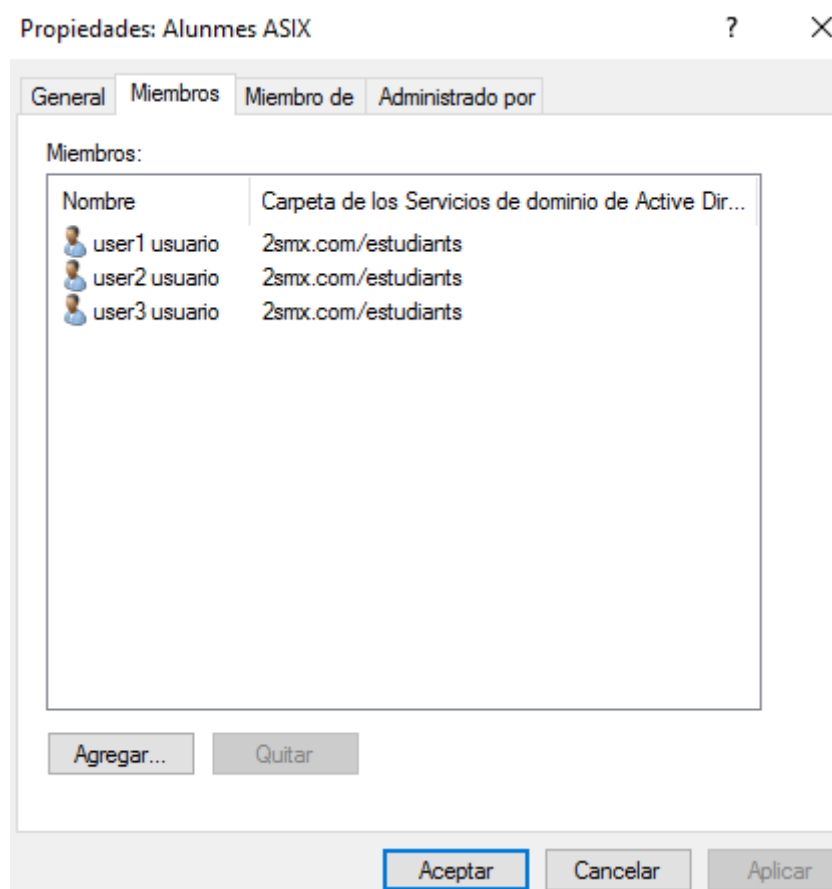 Propiedades: Alunmes ASIX ?
General Miembros Miembro de Administrado por
Miembros:
Nombre Carpeta de los Servicios de dominio de Active Dir...
user1 usuario 2smx.com/estudiants
user2 usuario 2smx.com/estudiants
user3 usuario 2smx.com/estudiants
Agregar... Quitar
Aceptar Cancelar Aplicar